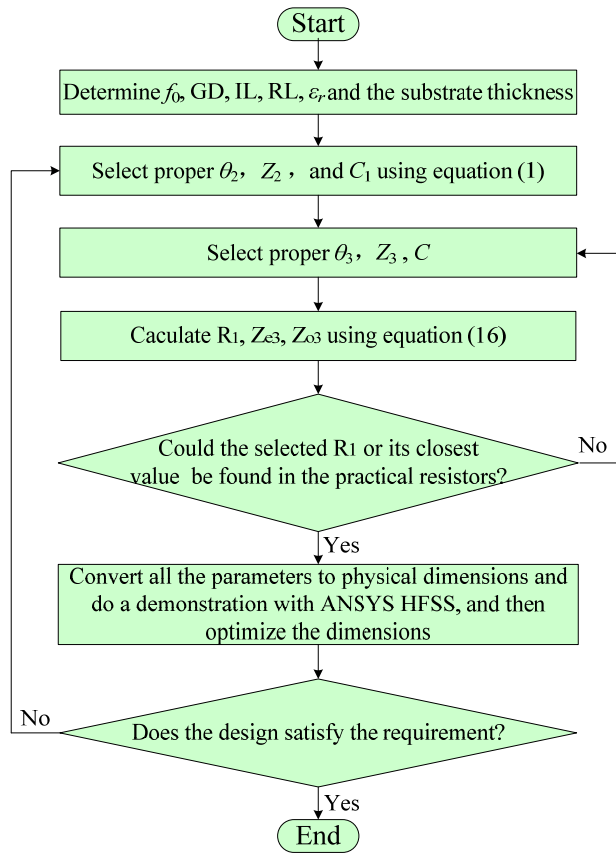 Start
Determine f0, GD, IL, RL, εr and the substrate thickness
Select proper θ2, Z2 , and C1 using equation (1)
Select proper θ3, Z3 , C
Caculate R1, Ze3, Zo3 using equation (16)
Could the selected R1 or its closest
value be found in the practical resistors?
No
Yes
Convert all the parameters to physical dimensions and
do a demonstration with ANSYS HFSS, and then
optimize the dimensions
No
Does the design satisfy the requirement?
Yes
End